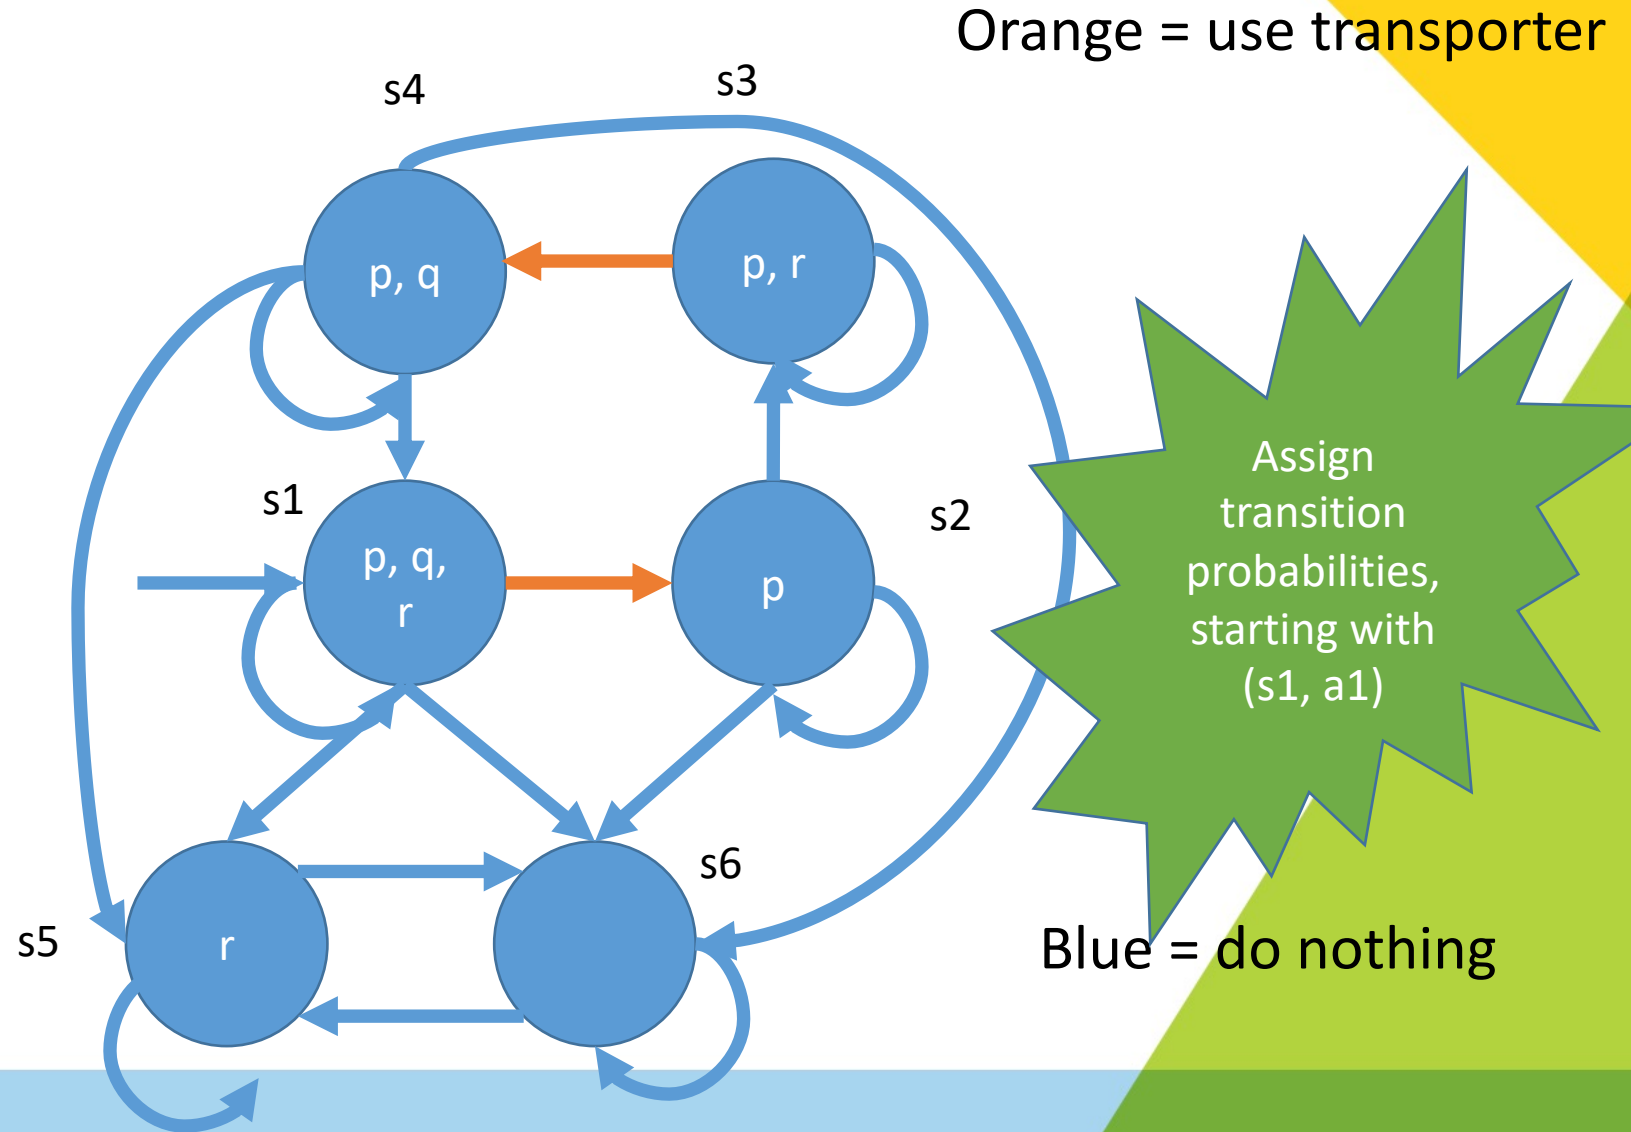 Orange = use transporter
s4
s3
p, q
p, r
s1
s2
p, q,
r
p
Assign
transition
probabilities,
starting with
(s1, a1)
s6
s5
r
Blue = do nothing